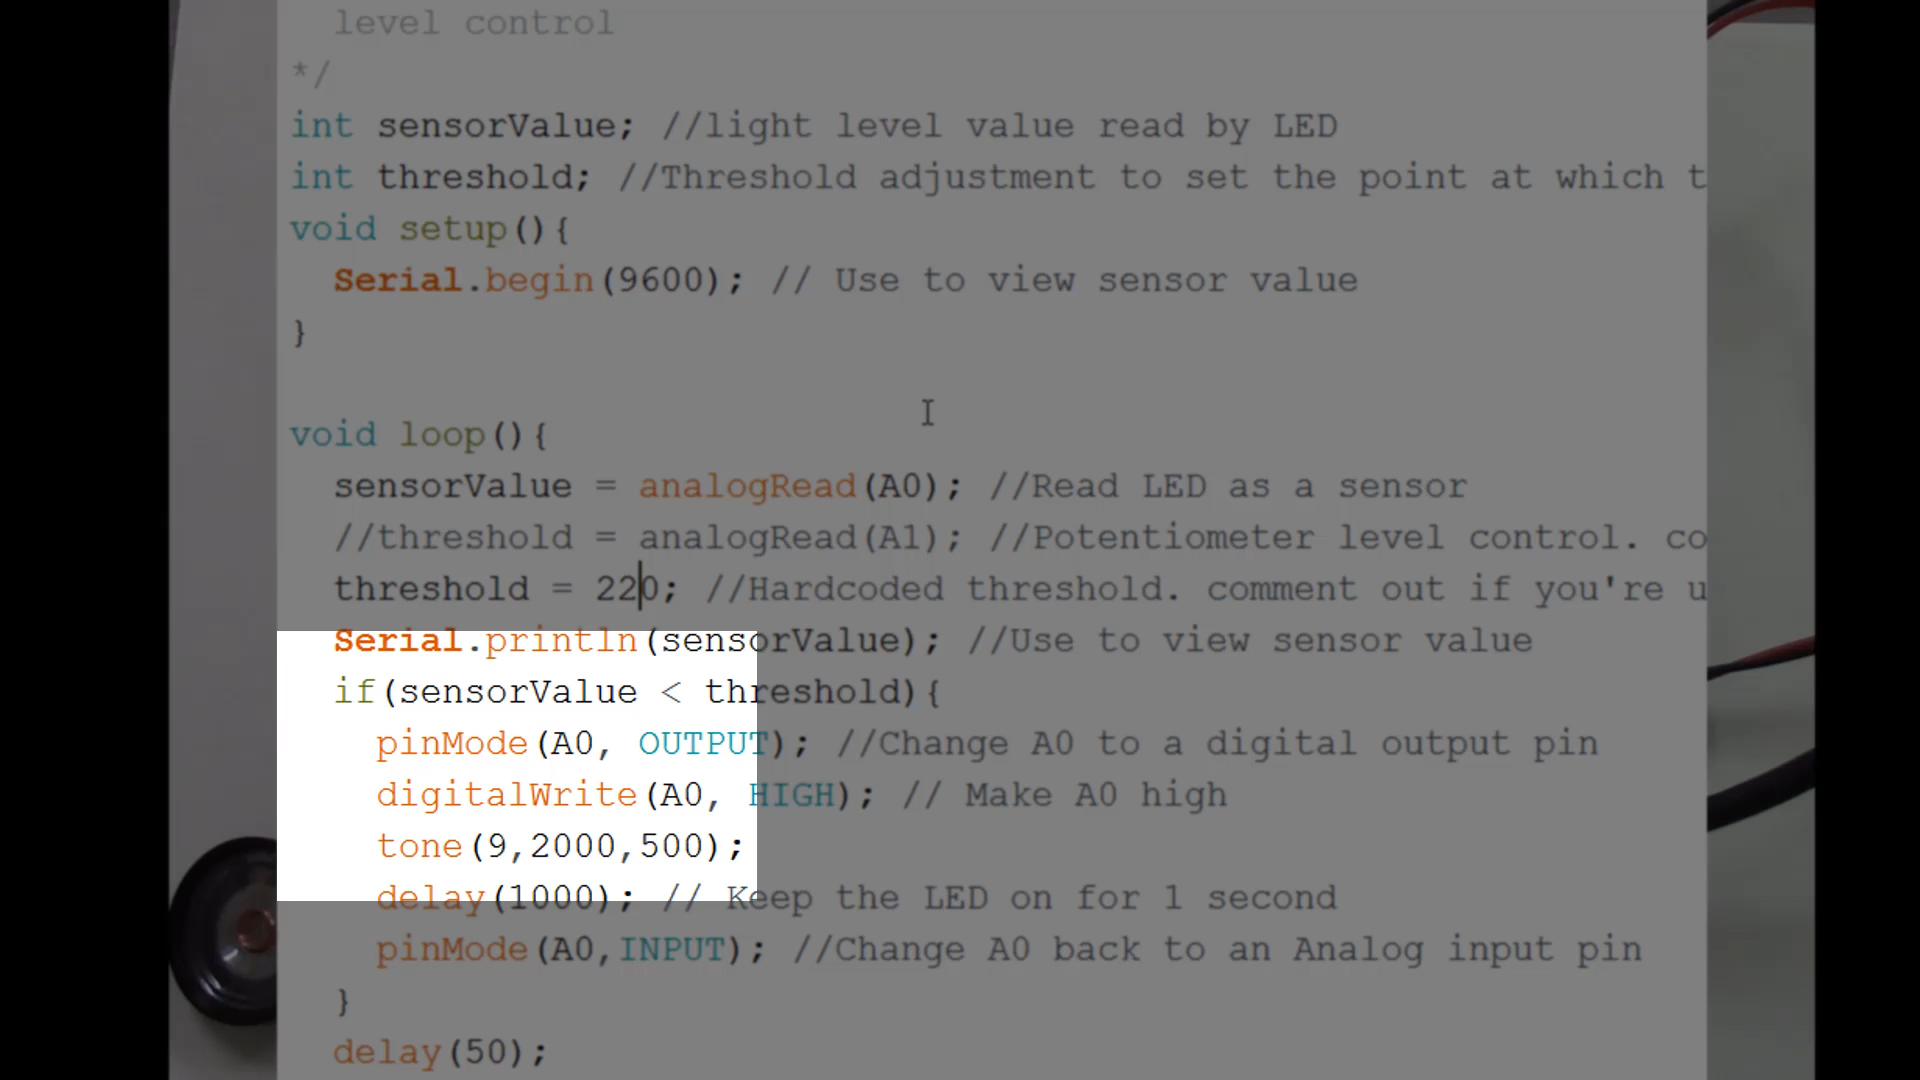 level control
*/
int sensorValue; //light level value read by LED
int threshold; //Threshold adjustment to set the point at which t
void setup(){
Serial.begin(9600); // Use to view sensor value
}
void loop(){
sensorValue = analogRead(A0); //Read LED as a sensor
//threshold = analogRead(A1); //Potentiometer level control. co
threshold = 220; //Hardcoded threshold. comment out if you're u
Serial.println(sensorValue); //Use to view sensor value
if(sensorValue < threshold){
pinMode(A0, OUTPUT); //Change A0 to a digital output pin
digitalWrite(A0, HIGH); // Make A0 high
tone(9,2000,500);
delay(1000); // Keep the LED on for 1 second
pinMode(A0,INPUT); //Change A0 back to an Analog input pin
}
delay(50);